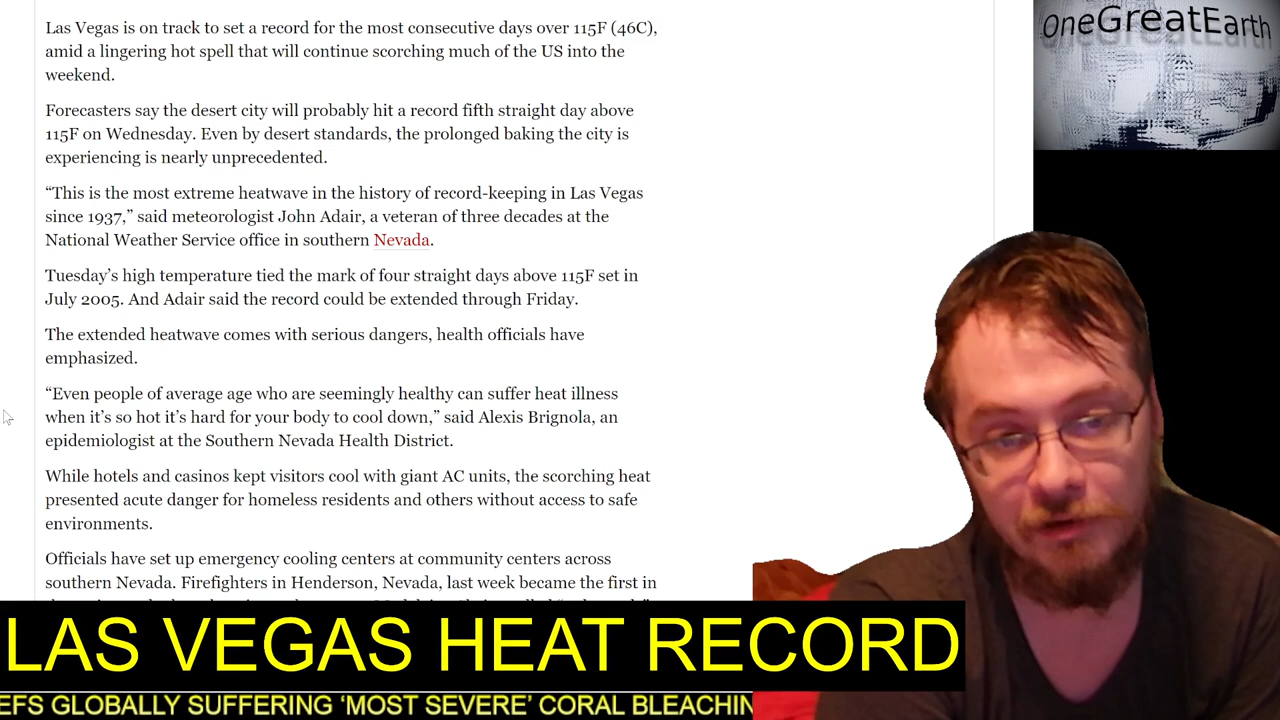 Las Vegas is on track to set a record for the most consecutive days over 115F (46C),
amid a lingering hot spell that will continue scorching much of the US into the
weekend.
Forecasters say the desert city will probably hit a record fifth straight day above
115F on Wednesday. Even by desert standards, the prolonged baking the city is
experiencing is nearly unprecedented.
“This is the most extreme heatwave in the history of record-keeping in Las Vegas
since 1937,” said meteorologist John Adair, a veteran of three decades at the
National Weather Service office in southern Nevada.
Tuesday’s high temperature tied the mark of four straight days above 115F set in
July 2005. And Adair said the record could be extended through Friday.
The extended heatwave comes with serious dangers, health officials have
emphasized.
“Even people of average age who are seemingly healthy can suffer heat illness
when it’s so hot it’s hard for your body to cool down,” said Alexis Brignola, an
epidemiologist at the Southern Nevada Health District.
While hotels and casinos kept visitors cool with giant AC units, the scorching heat
presented acute danger for homeless residents and others without access to safe
environments.
Officials have set up emergency cooling centers at community centers across
southern Nevada. Firefighters in Henderson, Nevada, last week became the first in
OneGreatEarth
LAS VEGAS HEAT RECORD
EFS GLOBALLY SUFFERING ‘MOST SEVERE’ CORAL BLEACHIN